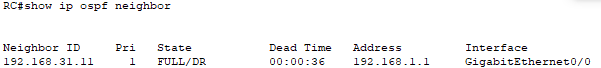 RC#show ip ospf neighbor
Neighbor ID     Pri   State           Dead Time   Address         Interface
192.168.31.11     1   FULL/DR         00:00:36    192.168.1.1     GigabitEthernet0/0